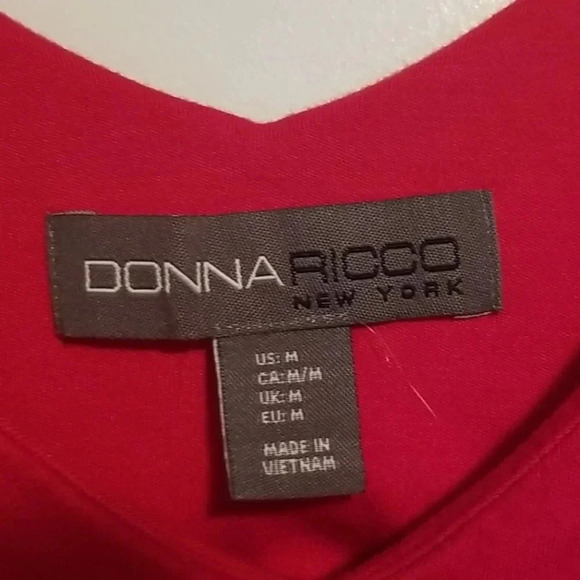 DONNA RICCO
NEW YORK
US: M
CA: M/M
UK: M
EU: M
MADE IN
VIETNAM